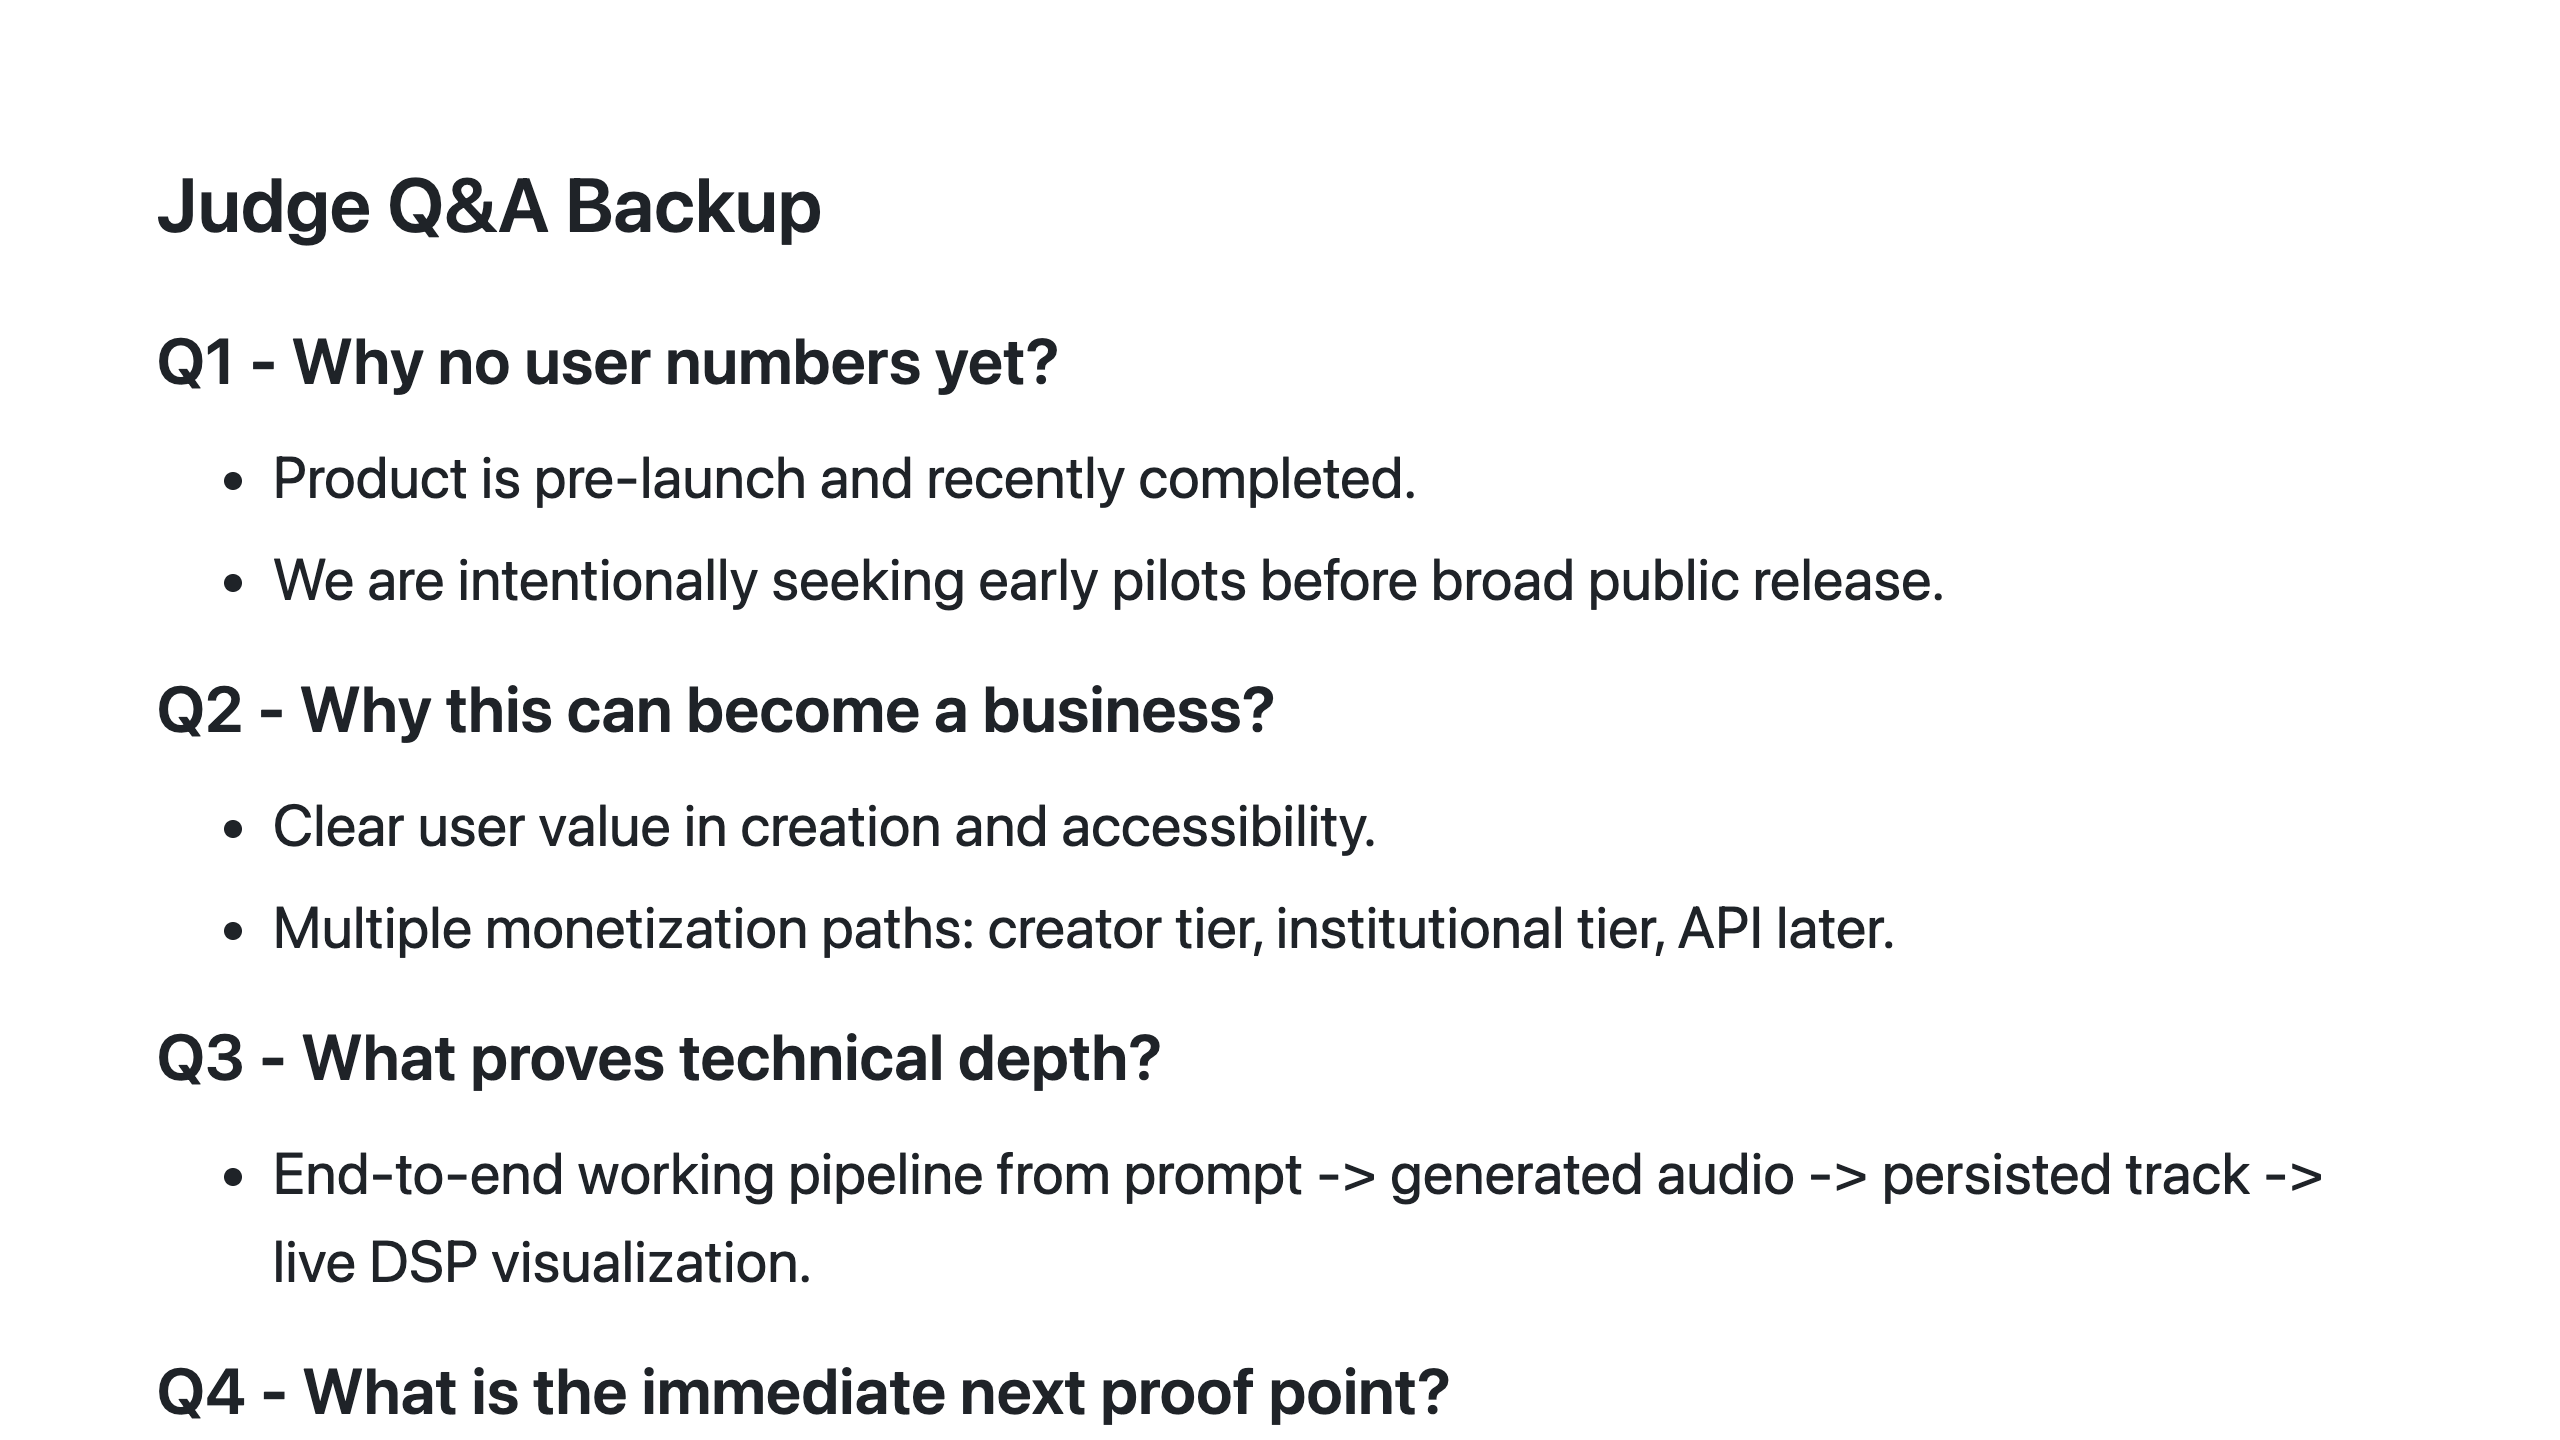 Judge Q&A Backup
Q1 - Why no user numbers yet?
• Product is pre-launch and recently completed.
• We are intentionally seeking early pilots before broad public release.
Q2 - Why this can become a business?
• Clear user value in creation and accessibility.
• Multiple monetization paths: creator tier, institutional tier, API later.
Q3 - What proves technical depth?
• End-to-end working pipeline from prompt -> generated audio -> persisted track ->
live DSP visualization.
Q4 - What is the immediate next proof point?